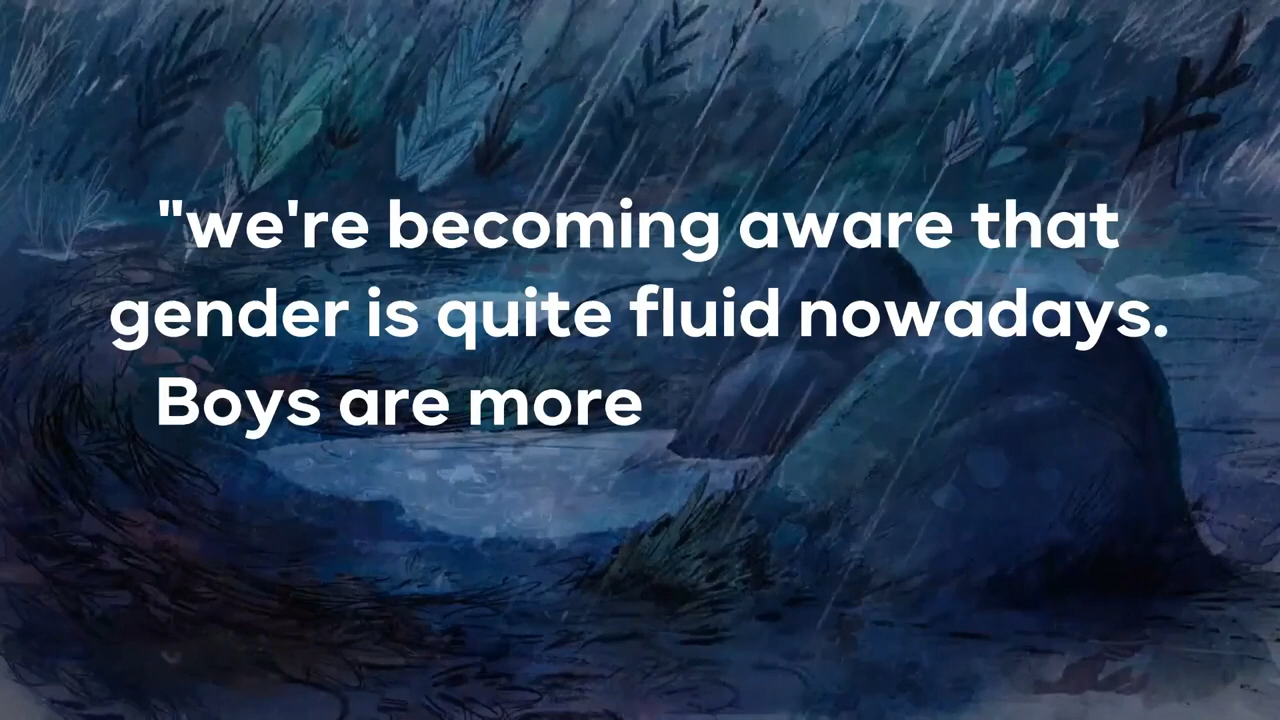 "we're becoming aware that
gender is quite fluid nowadays.
Boys are more